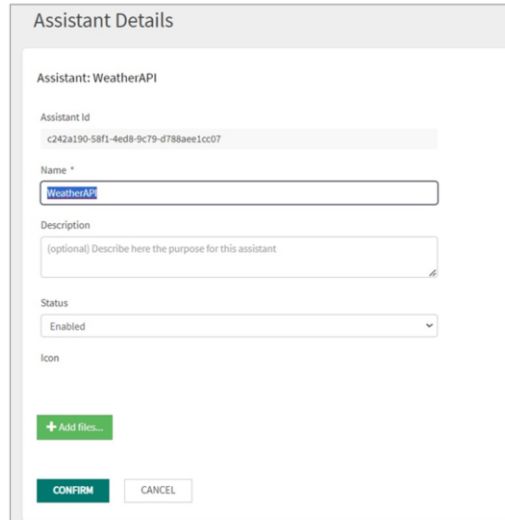 Assistant Details
Assistant: WeatherAPI
Assistant Id
c242a190-58f1-4ed8-9c79-d788aee1cc07
Name *
WeatherAPI
Description
(optional) Describe here the purpose for this assistant
Status
Enabled
Icon
+ Add files...
CONFIRM CANCEL